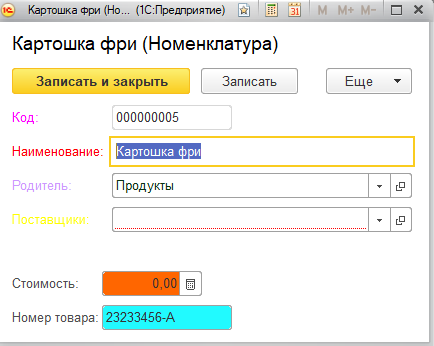 Картошка фри (Но... (1С:Предприятие) M M+ M-
Картошка фри (Номенклатура)
Записать и закрыть Записать Еще
Код: 000000005
Наименование: Картошка фри
Родитель: Продукты
Поставщики:
Стоимость: 0,00
Номер товара: 23233456-А